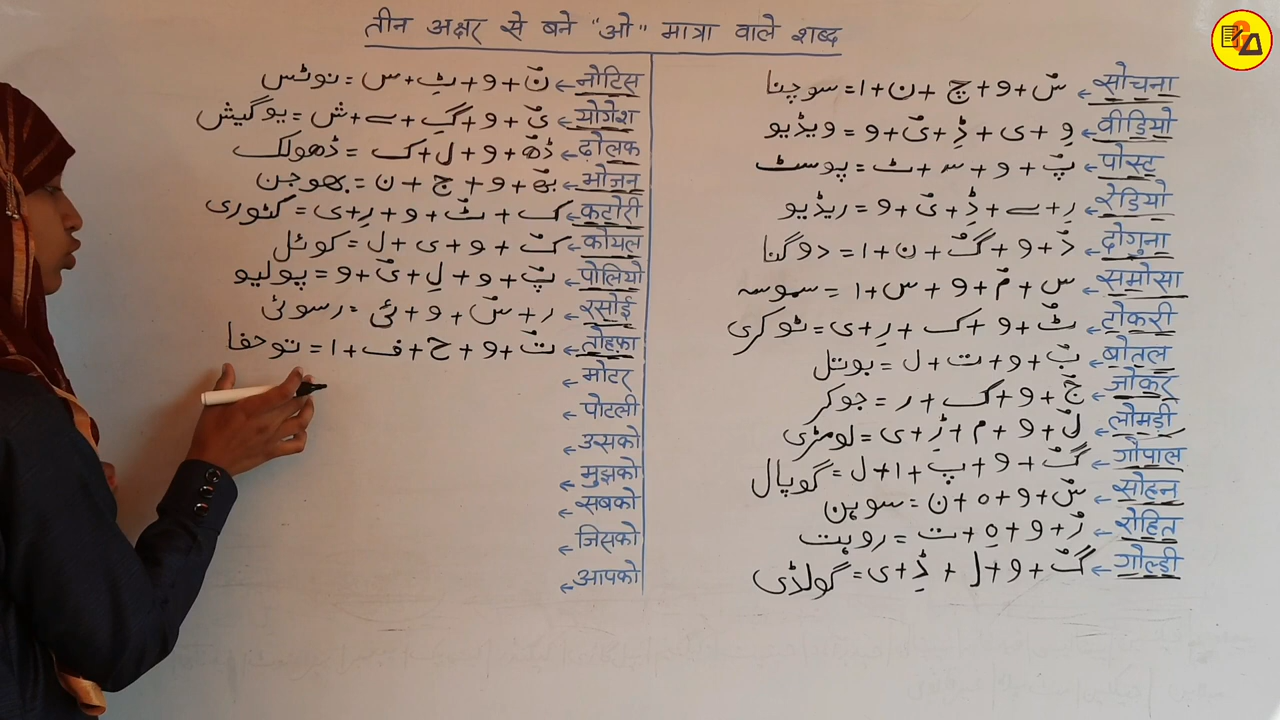 तीन अक्षर से बने "ओ" मात्रा वाले शब्द
सोचना ← سُ + و + چ + ن + ا = سوچنا
वीडियो ← وِ + ی + ڈِ + یُ + و = ویڈیو
पोस्ट ← پُ + و + س + ٹ = پوسٹ
रेडियो ← رِ + ے + ڈِ + یُ + و = ریڈیو
दोगुना ← دُ + و + گُ + ن + ا = دوگنا
समोसा ← س + مُ + و + س + ا = سموسہ
टोकरी ← ٹُ + و + ک + رِ + ی = ٹوکری
बोतल ← بُ + و + ت + ل = بوتل
जोकर ← جُ + و + ک + ر = جوکر
लोमड़ी ← لُ + و + م + ڑِ + ی = لومڑی
गोपाल ← گُ + و + پ + ا + ل = گوپال
सोहन ← سُ + و + ہ + ن = سوہن
रोहित ← رُ + و + ہِ + ت = روہت
गोल्डी ← گُ + و + ل + ڈِ + ی = گولڈی
नोटिस ← نُ + و + ٹِ + س = نوٹس
योगेश ← یُ + و + گِ + ے + ش = یوگیش
ढ़ोलक ← ڈھُ + و + ل + ک = ڈھولک
भोजन ← بھُ + و + ج + ن = بھوجن
कटोरी ← ک + ٹُ + و + رِ + ی = کٹوری
कोयल ← کُ + و + ی + ل = کوئل
पोलियो ← پُ + و + لِ + یُ + و = پولیو
रसोई ← ر + سُ + و + ئی = رسوئی
तोहफा ← تُ + و + ح + ف + ا = توحفا
मोटर ←
पोटली ←
उसको ←
मुझको ←
सबको ←
जिसको ←
आपको ←